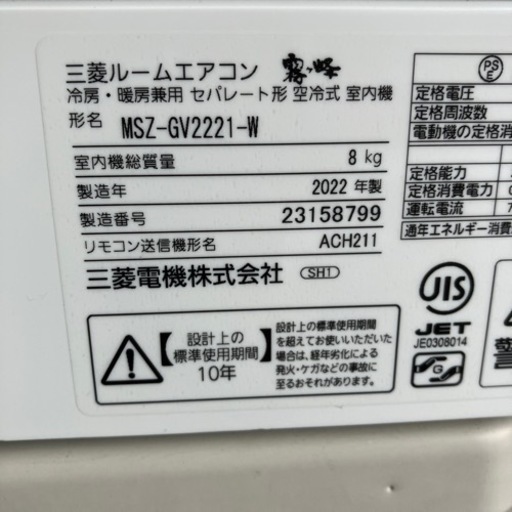 三菱ルームエアコン 霧ヶ峰
冷房・暖房兼用 セパレート形 空冷式 室内機
形名 MSZ-GV2221-W
室内機総質量 8 kg
製造年 2022 年製
製造番号 23158799
リモコン送信機形名 ACH211
三菱電機株式会社 SH1
設計上の
標準使用期間
10年
設計上の標準使用期間
を超えてお使いいただいた
場合は、経年劣化による
発火・ケガなどの事故に
至るおそれがあります。
PS
E
定格電圧
定格周波数
電動機の定格消
定格能力
定格消費電力
運転電流
通年エネルギー消費
JIS
JET
JE0308014
G